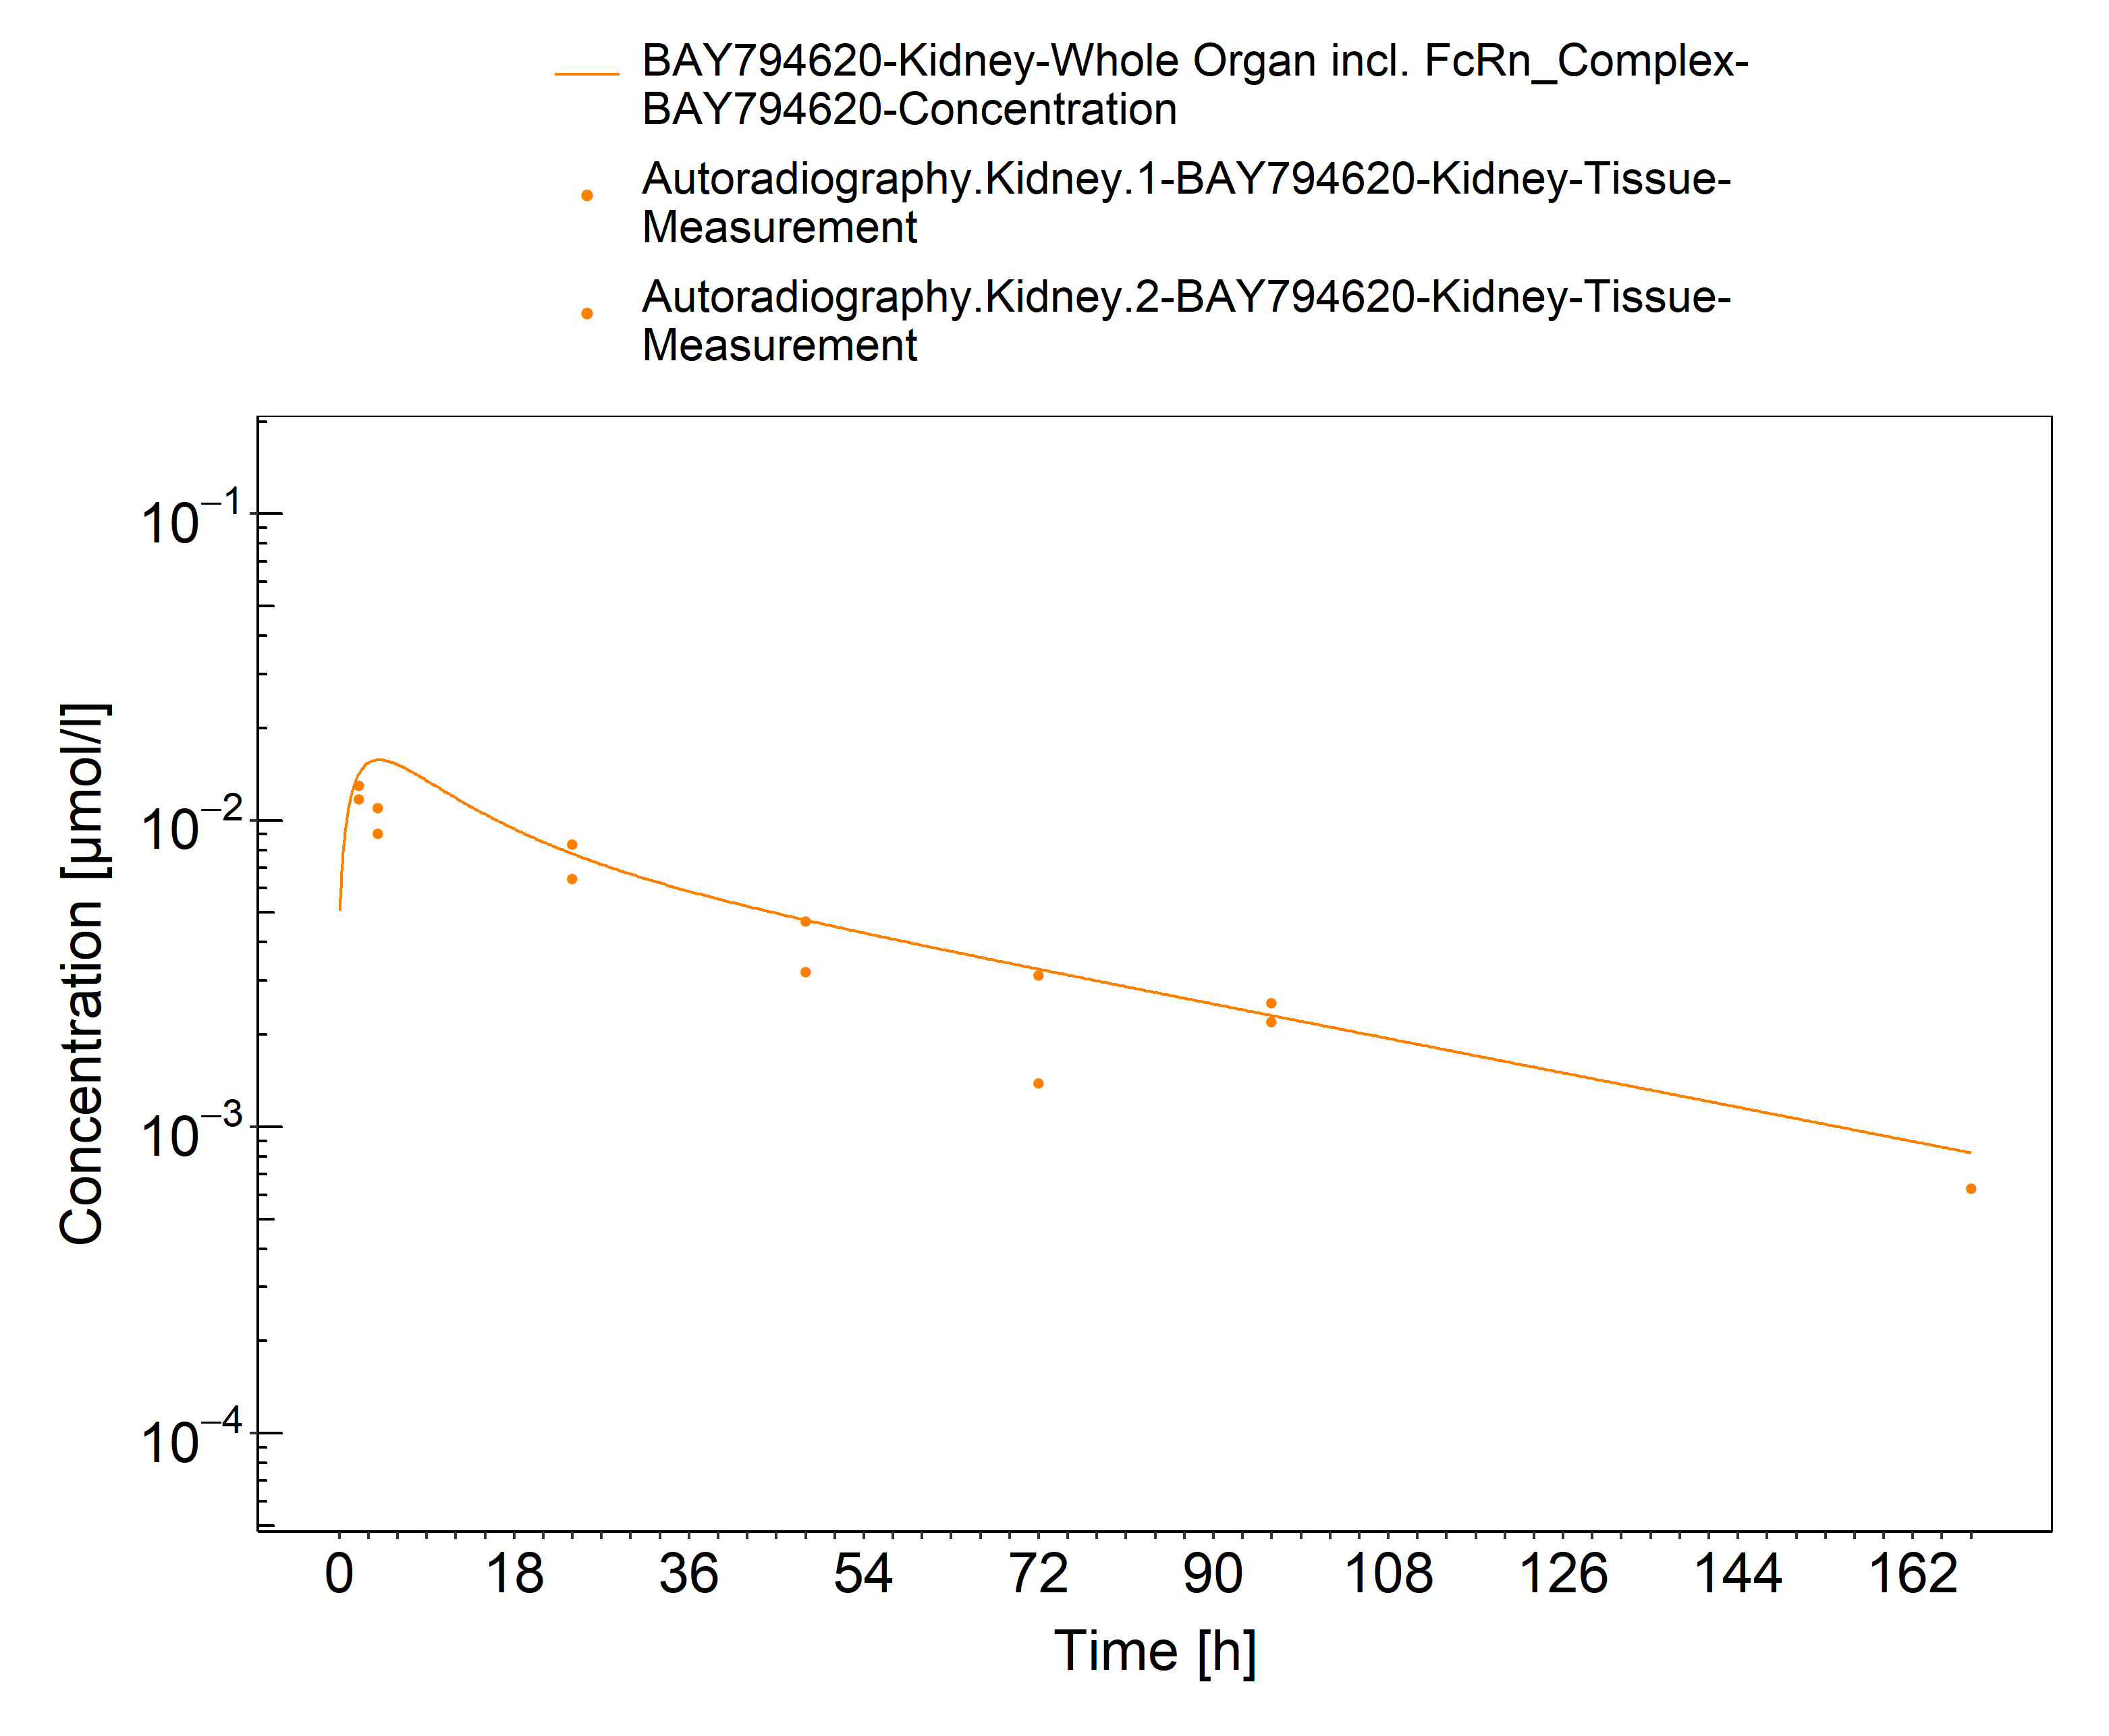 BAY794620-Kidney-Whole Organ incl. FcRn_Complex-
BAY794620-Concentration
Autoradiography.Kidney.1-BAY794620-Kidney-Tissue-
Measurement
Autoradiography.Kidney.2-BAY794620-Kidney-Tissue-
Measurement
Concentration [µmol/l]
10⁻¹
10⁻²
10⁻³
10⁻⁴
0 18 36 54 72 90 108 126 144 162
Time [h]